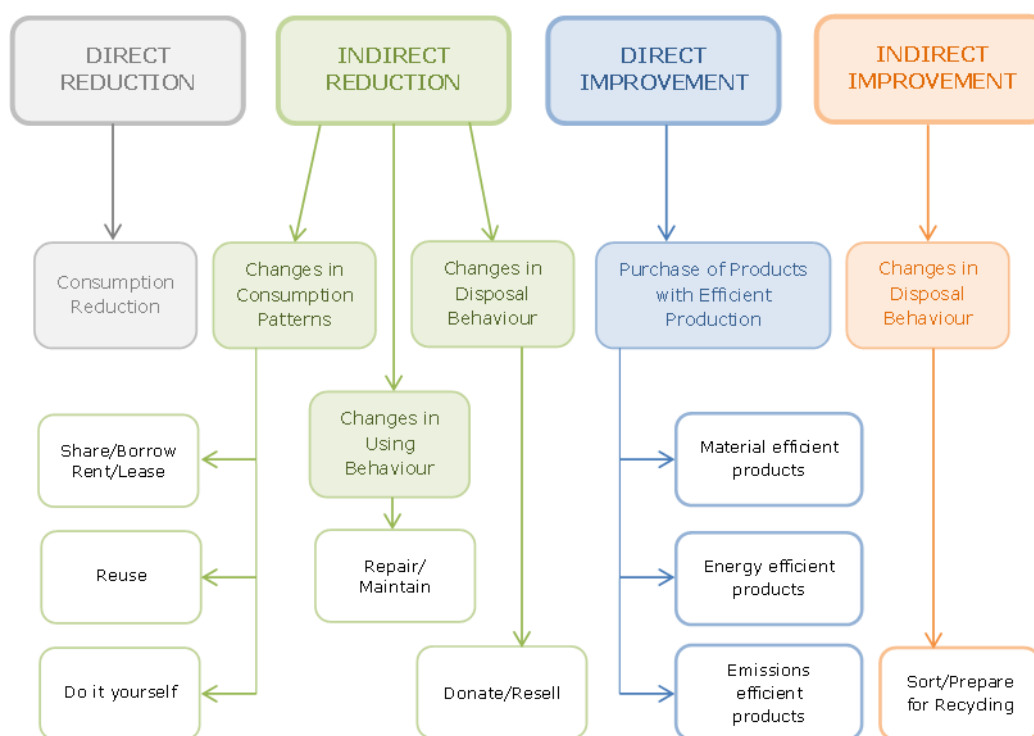 DIRECT
REDUCTION
INDIRECT
REDUCTION
DIRECT
IMPROVEMENT
INDIRECT
IMPROVEMENT
Consumption
Reduction
Changes in
Consumption
Patterns
Changes in
Disposal
Behaviour
Purchase of Products
with Efficient
Production
Changes in
Disposal
Behaviour
Share/Borrow
Rent/Lease
Changes in
Using
Behaviour
Material efficient
products
Reuse
Repair/
Maintain
Energy efficient
products
Do it yourself
Donate/Resell
Emissions
efficient
products
Sort/Prepare
for Recycling